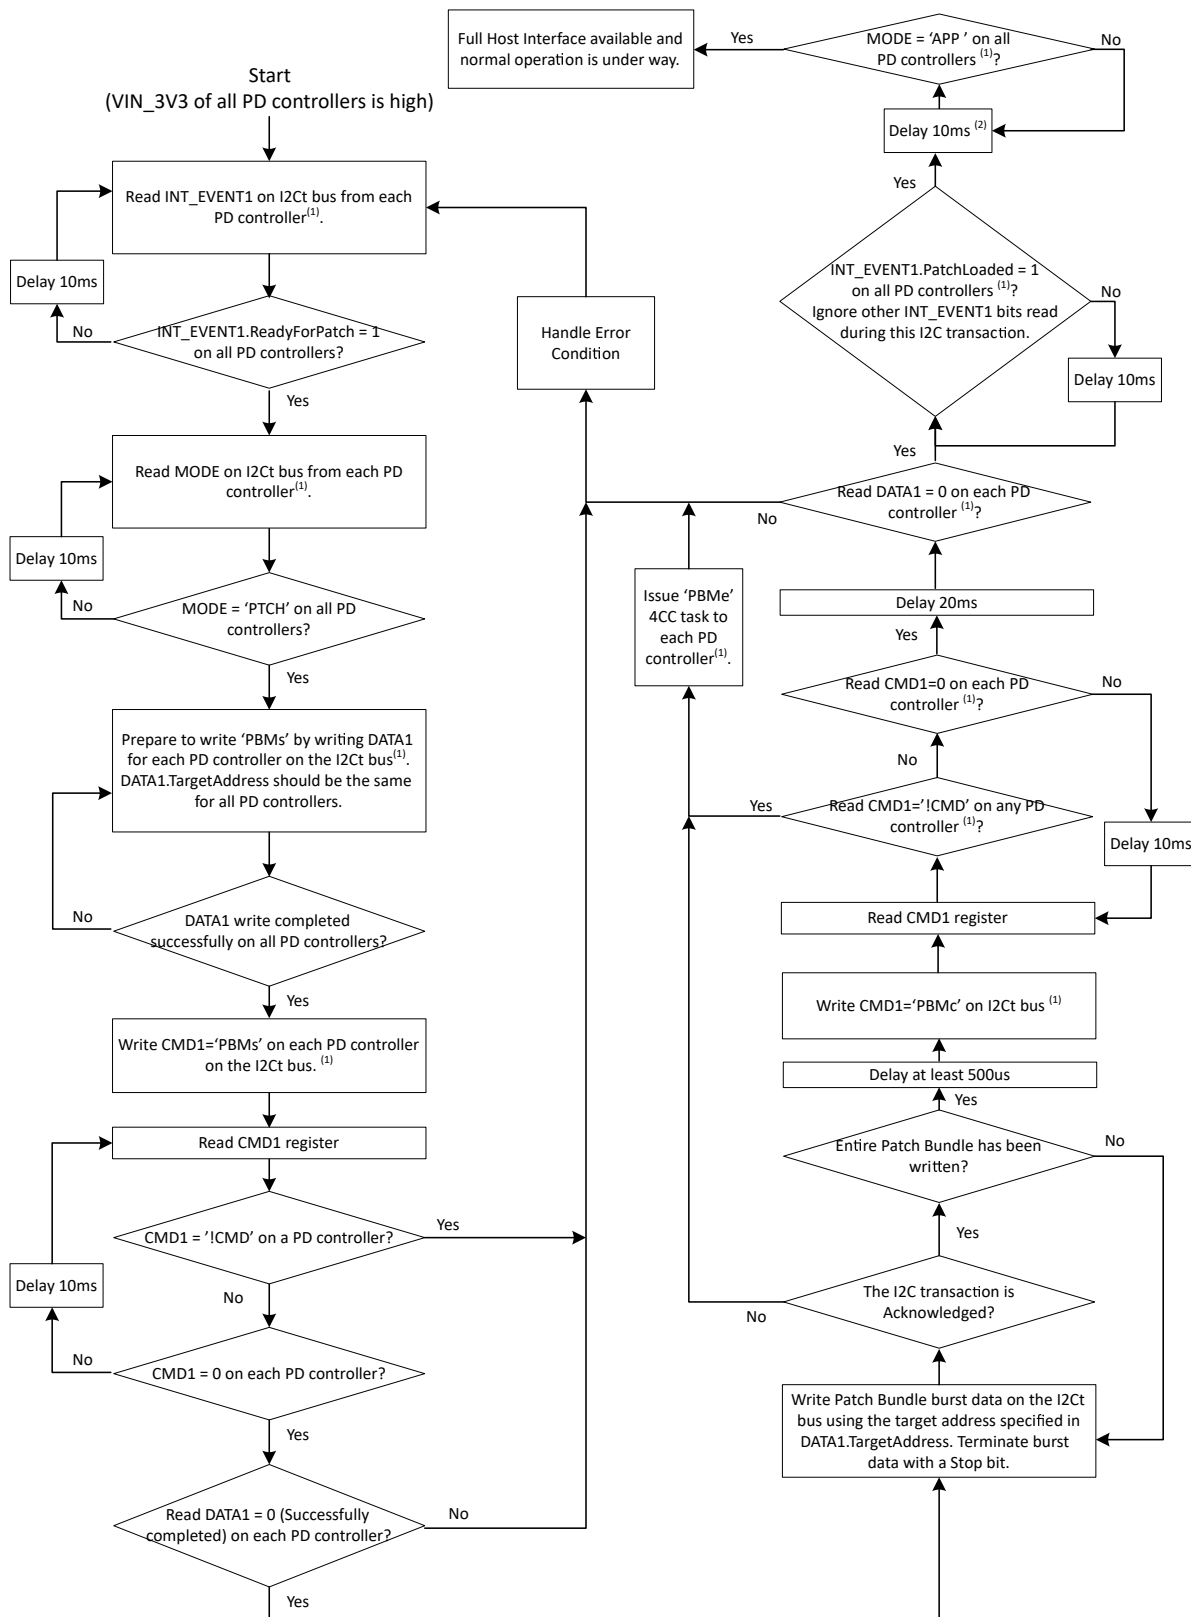 Start
(VIN_3V3 of all PD controllers is high)
Read INT_EVENT1 on I2Ct bus from each
PD controller(1).
Delay 10ms
No
INT_EVENT1.ReadyForPatch = 1
on all PD controllers?
Yes
Read MODE on I2Ct bus from each PD
controller(1).
Delay 10ms
No
MODE = ‘PTCH’ on all PD
controllers?
Yes
Prepare to write ‘PBMs’ by writing DATA1
for each PD controller on the I2Ct bus(1).
DATA1.TargetAddress should be the same
for all PD controllers.
No
DATA1 write completed
successfully on all PD controllers?
Yes
Write CMD1=‘PBMs’ on each PD controller
on the I2Ct bus. (1)
Read CMD1 register
CMD1 = ’!CMD’ on a PD controller?
Yes
Delay 10ms
No
No
CMD1 = 0 on each PD controller?
Yes
Read DATA1 = 0 (Successfully
completed) on each PD controller?
No
Yes
Handle Error
Condition
Issue ‘PBMe’
4CC task to
each PD
controller(1).
Full Host Interface available and
normal operation is under way.
Yes
MODE = ‘APP ’ on all
PD controllers (1)?
No
Delay 10ms (2)
Yes
INT_EVENT1.PatchLoaded = 1
on all PD controllers (1)?
Ignore other INT_EVENT1 bits read
during this I2C transaction.
No
Delay 10ms
Yes
Read DATA1 = 0 on each PD
controller (1)?
No
Delay 20ms
Yes
Read CMD1=0 on each PD
controller (1)?
No
No
Yes
Read CMD1='!CMD’ on any PD
controller (1)?
Delay 10ms
Read CMD1 register
Write CMD1=‘PBMc’ on I2Ct bus (1)
Delay at least 500us
Yes
Entire Patch Bundle has been
written?
No
Yes
The I2C transaction is
Acknowledged?
No
Write Patch Bundle burst data on the I2Ct
bus using the target address specified in
DATA1.TargetAddress. Terminate burst
data with a Stop bit.